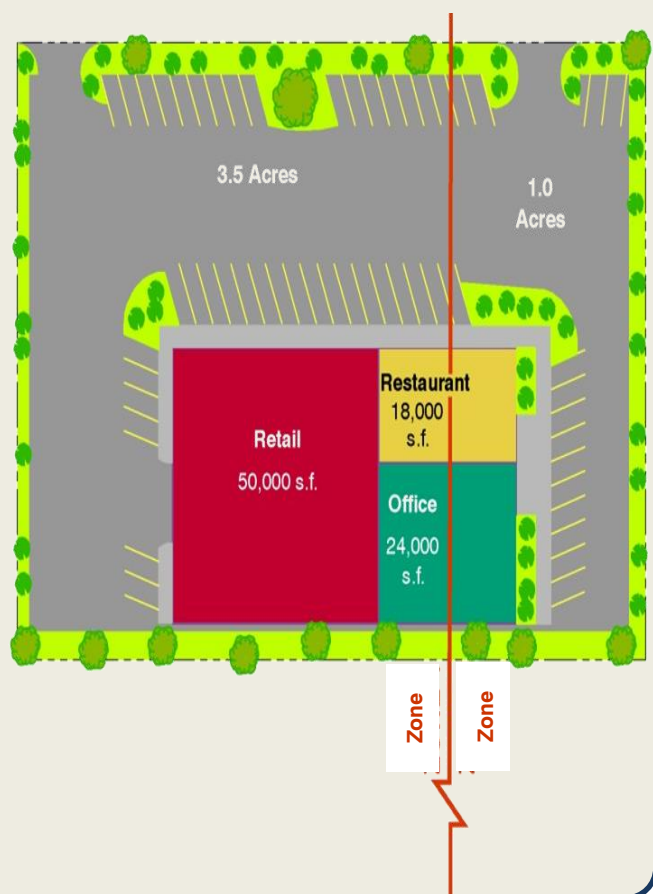 3.5 Acres
1.0
Acres
Restaurant
18,000
s.f.
Retail
50,000 s.f.
Office
24,000
s.f.
Zone
Zone